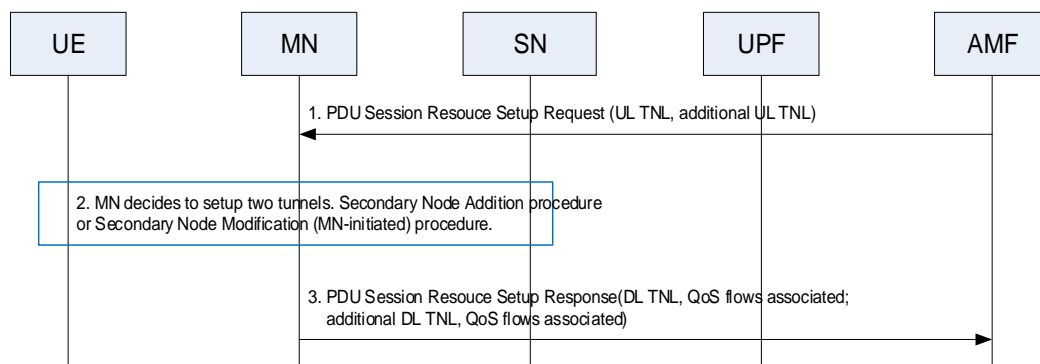 UE MN SN UPF AMF
1. PDU Session Resouce Setup Request (UL TNL, additional UL TNL)
2. MN decides to setup two tunnels. Secondary Node Addition procedure
or Secondary Node Modification (MN-initiated) procedure.
3. PDU Session Resouce Setup Response(DL TNL, QoS flows associated;
additional DL TNL, QoS flows associated)